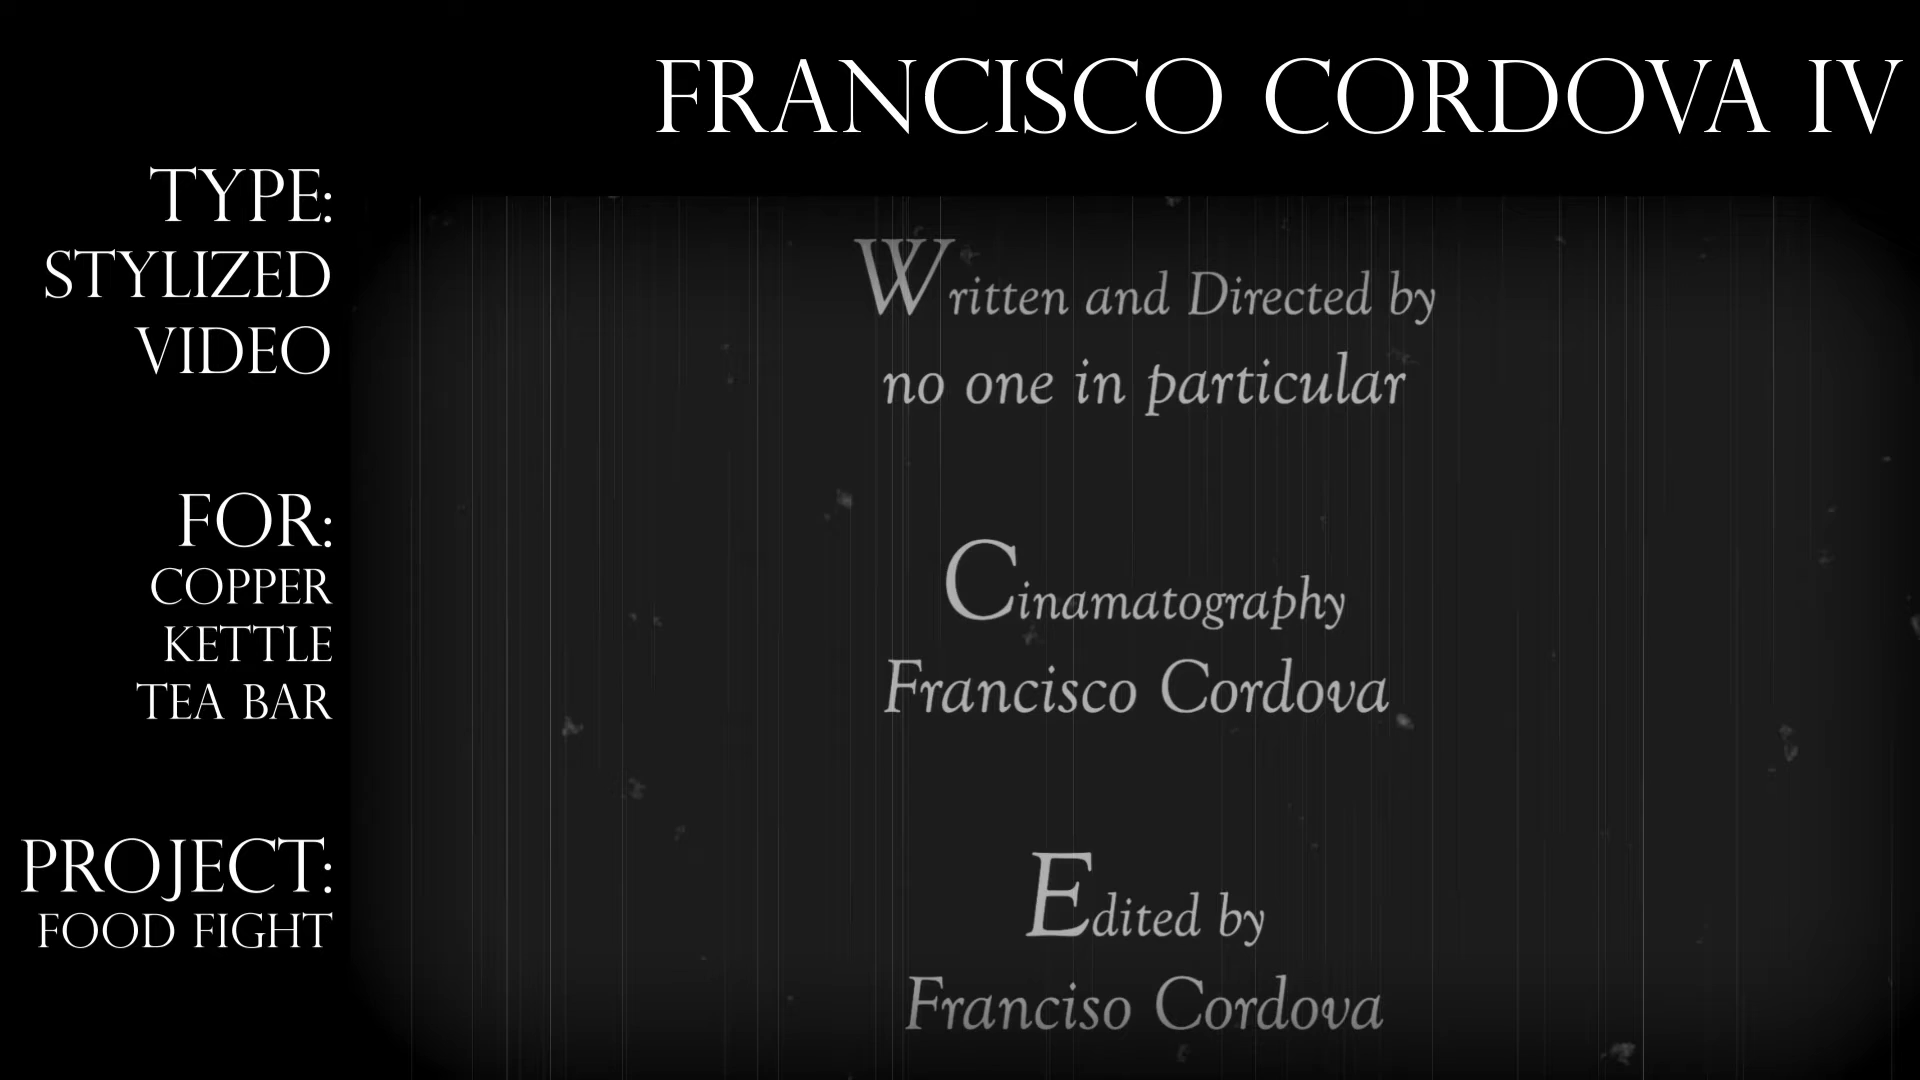 FRANCISCO CORDOVA IV
TYPE:
STYLIZED
VIDEO
FOR:
COPPER
KETTLE
TEA BAR
PROJECT:
FOOD FIGHT
Written and Directed by
no one in particular
Cinamatography
Francisco Cordova
Edited by
Franciso Cordova